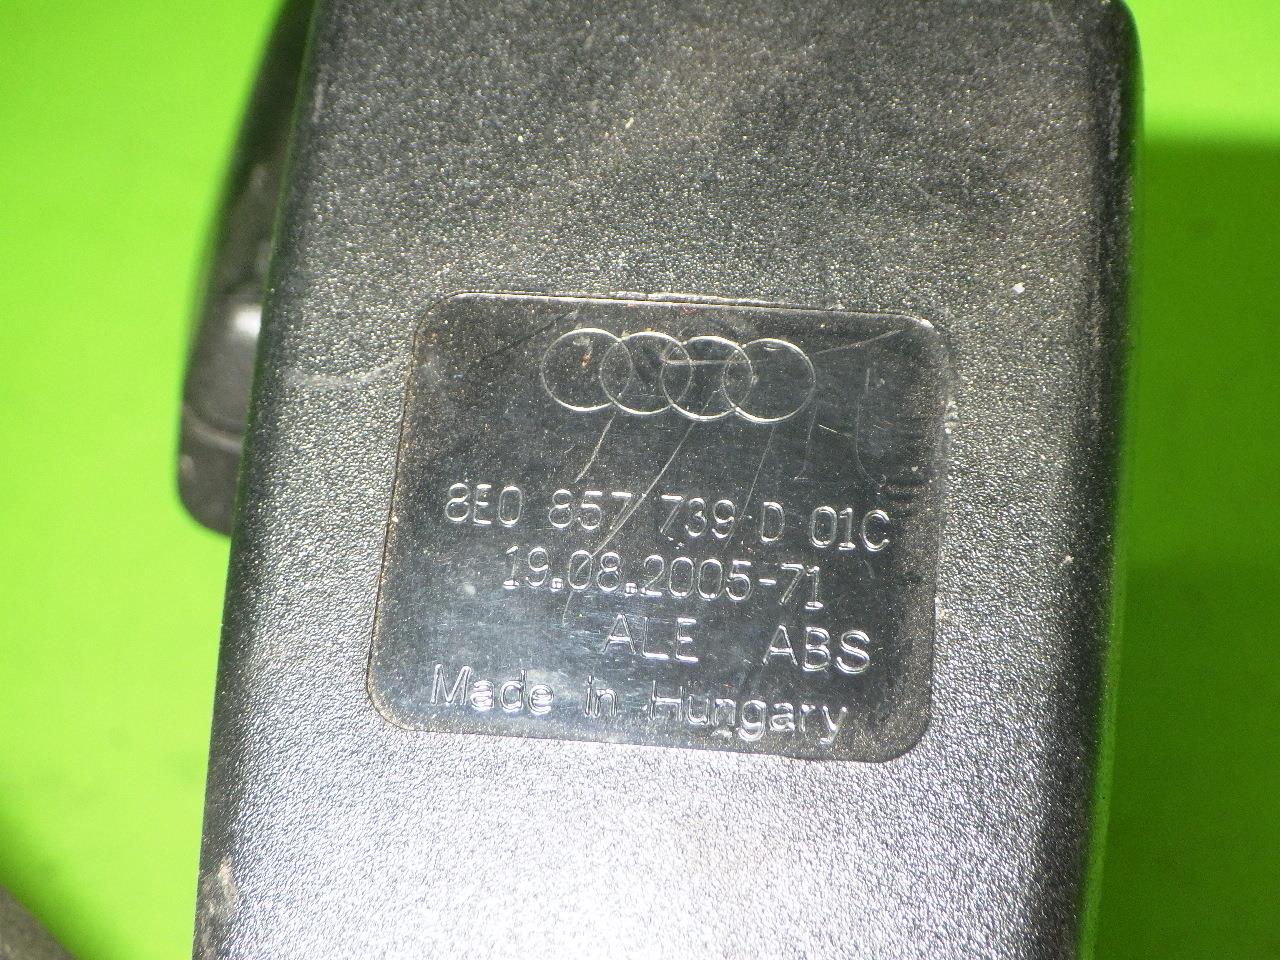 8E0 857 739 D 01C
19.08.2005-71
ALE ABS
Made in Hungary